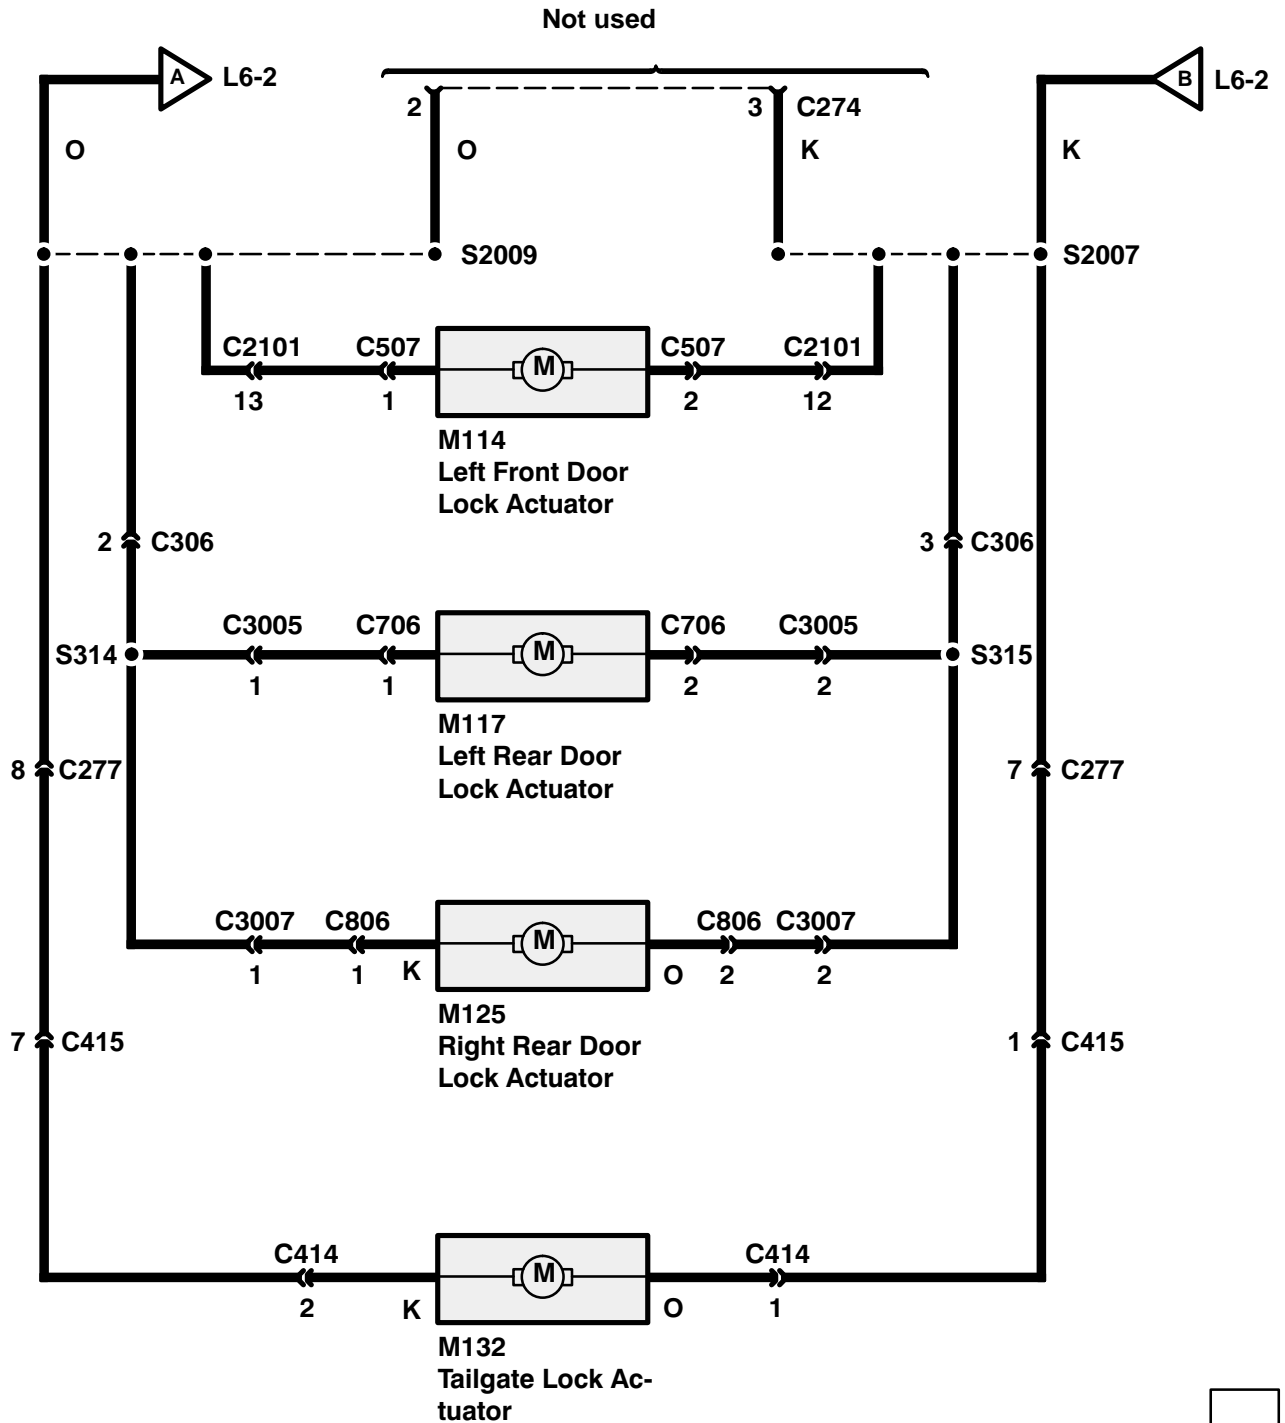 Not used
A L6-2
B L6-2
2
3 C274
O
O
K
K
S2009
S2007
C2101 C507
C507 C2101
M
13 1
2 12
M114
Left Front Door
Lock Actuator
2 C306
3 C306
C3005 C706
C706 C3005
S314
M
S315
1 1
2 2
M117
Left Rear Door
Lock Actuator
8 C277
7 C277
C3007 C806
C806 C3007
M
1 1 K
O 2 2
M125
Right Rear Door
Lock Actuator
7 C415
1 C415
C414
C414
M
2 K
O 1
M132
Tailgate Lock Ac-
tuator